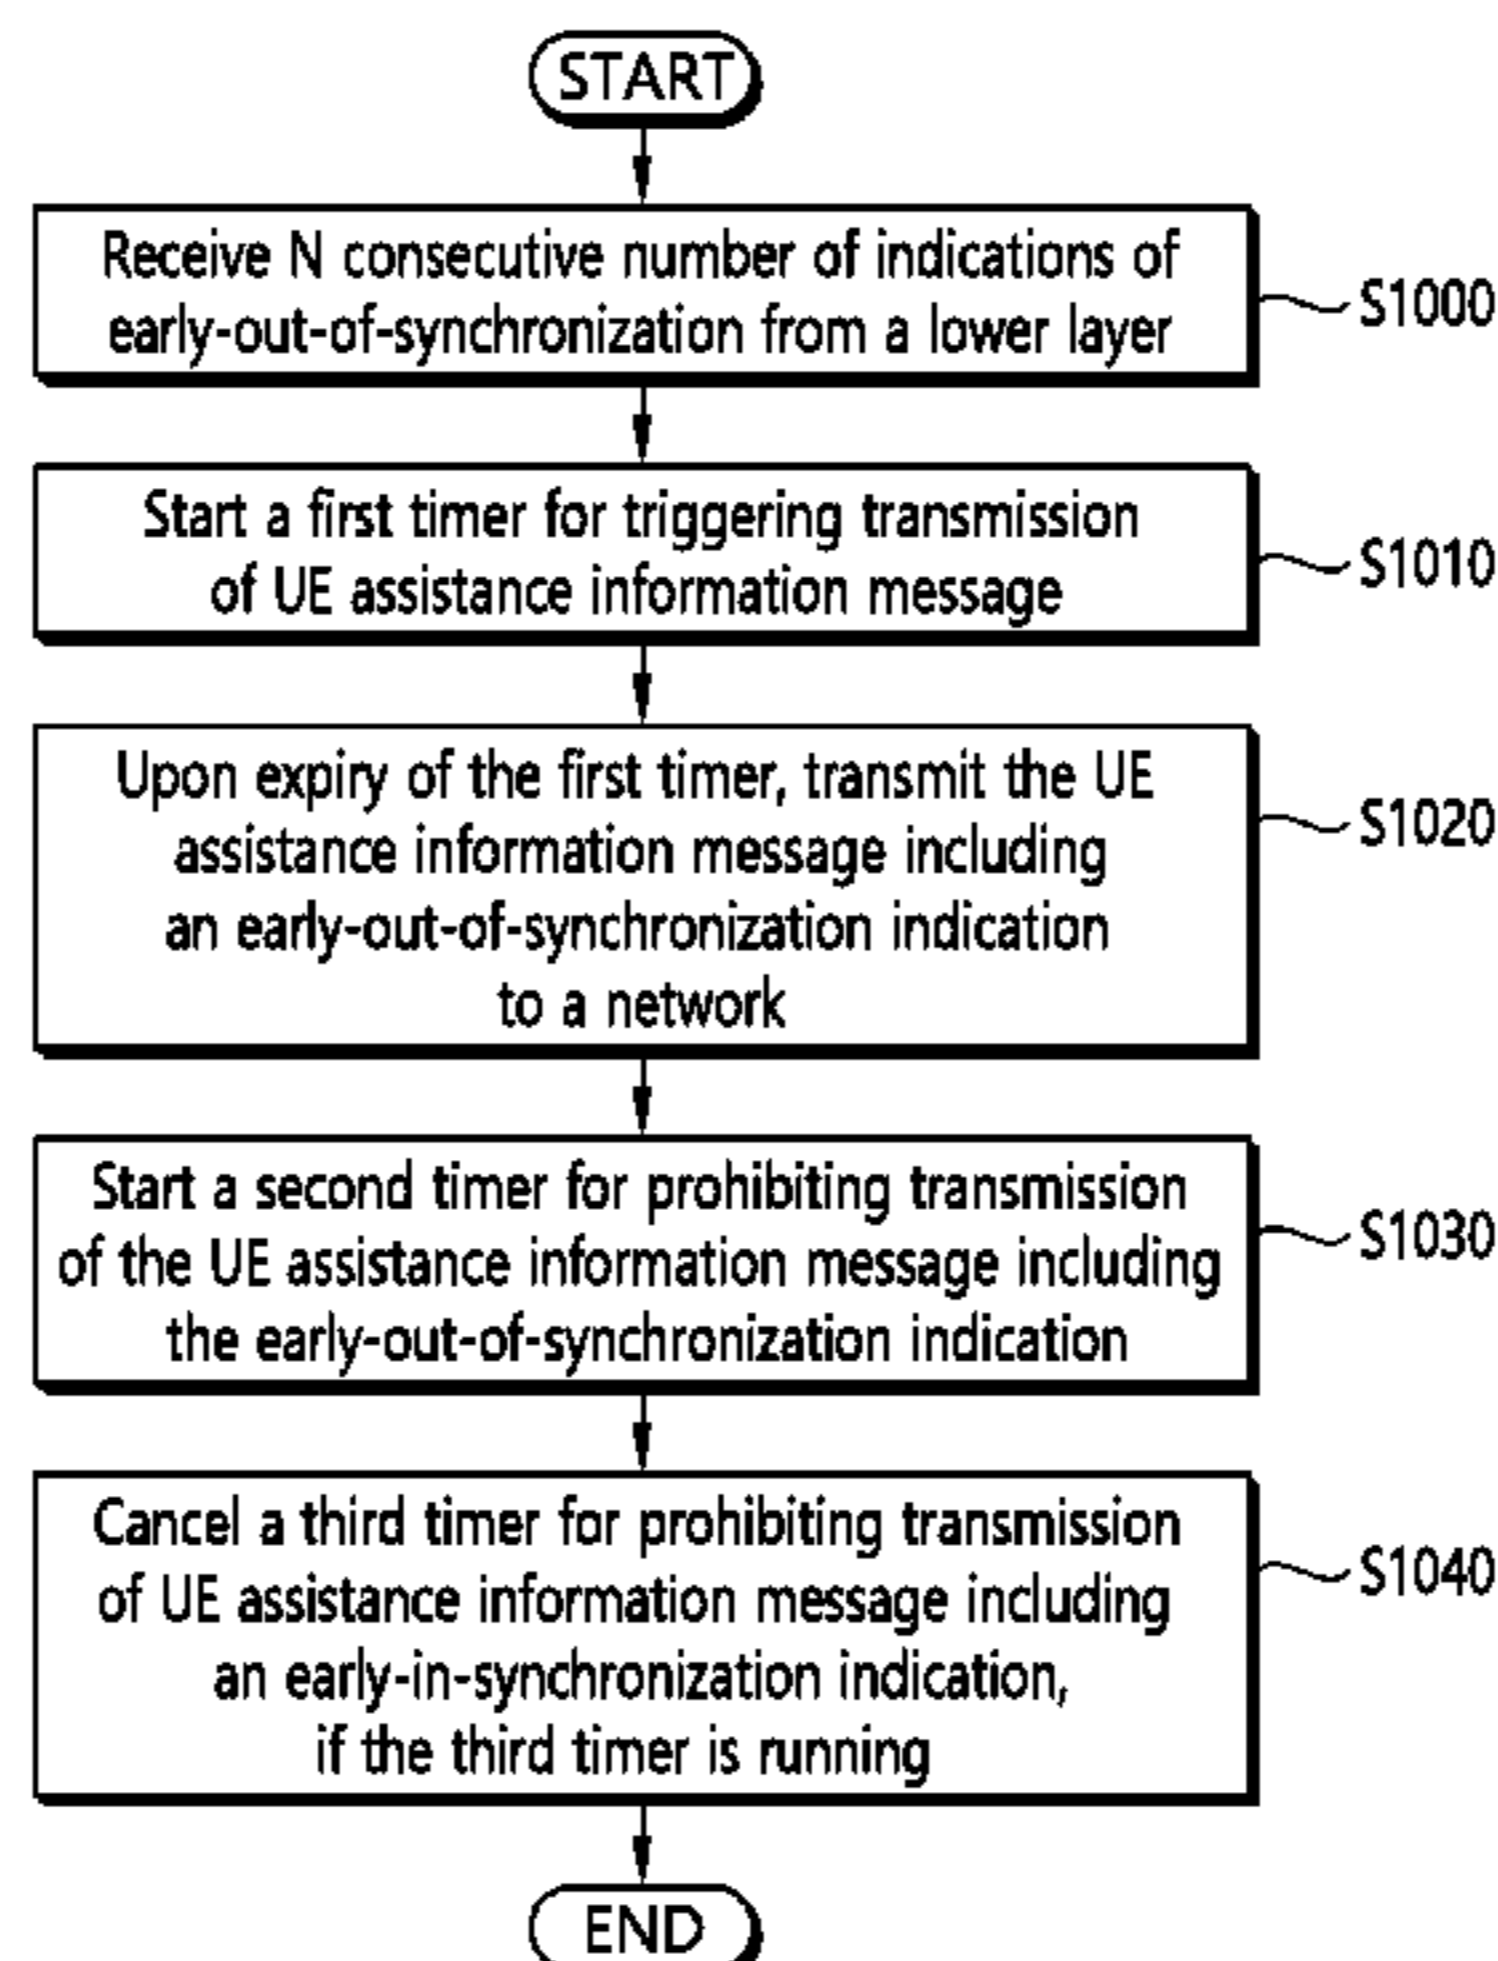 START
Receive N consecutive number of indications of
early-out-of-synchronization from a lower layer
S1000
Start a first timer for triggering transmission
of UE assistance information message
S1010
Upon expiry of the first timer, transmit the UE
assistance information message including
an early-out-of-synchronization indication
to a network
S1020
Start a second timer for prohibiting transmission
of the UE assistance information message including
the early-out-of-synchronization indication
S1030
Cancel a third timer for prohibiting transmission
of UE assistance information message including
an early-in-synchronization indication,
if the third timer is running
S1040
END